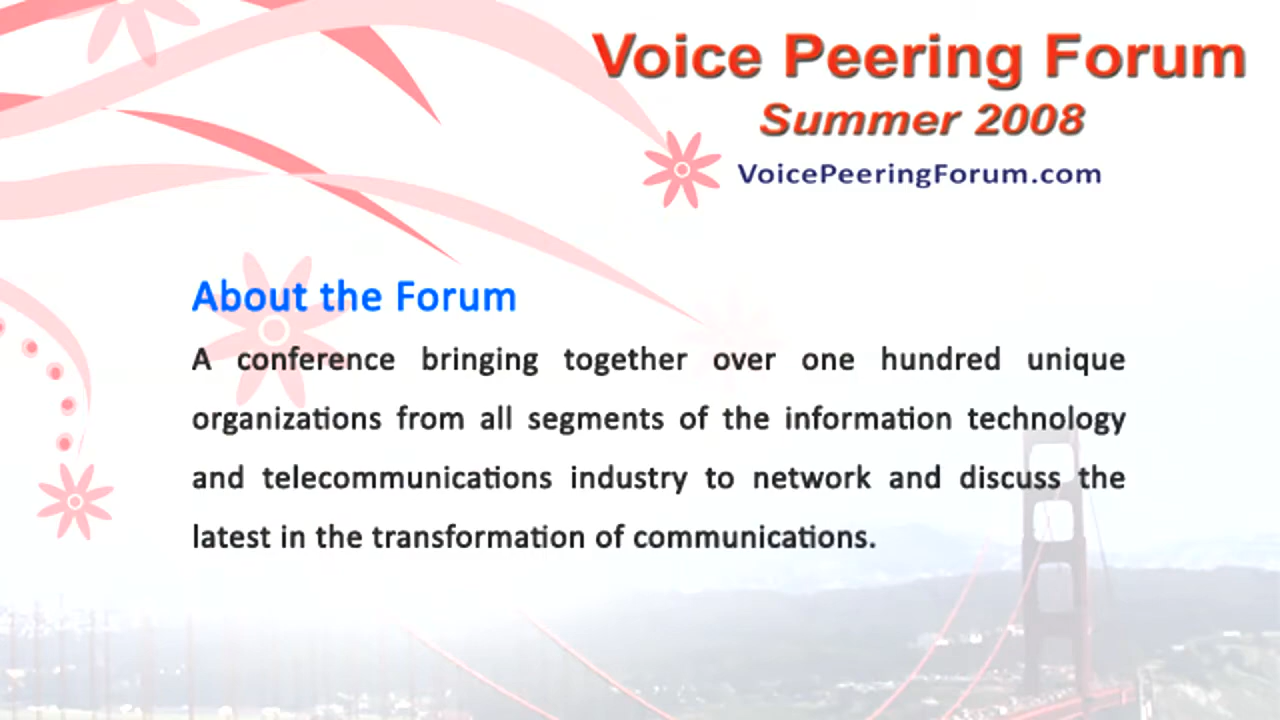 Voice Peering Forum
Summer 2008
VoicePeeringForum.com
About the Forum
A conference bringing together over one hundred unique
organizations from all segments of the information technology
and telecommunications industry to network and discuss the
latest in the transformation of communications.